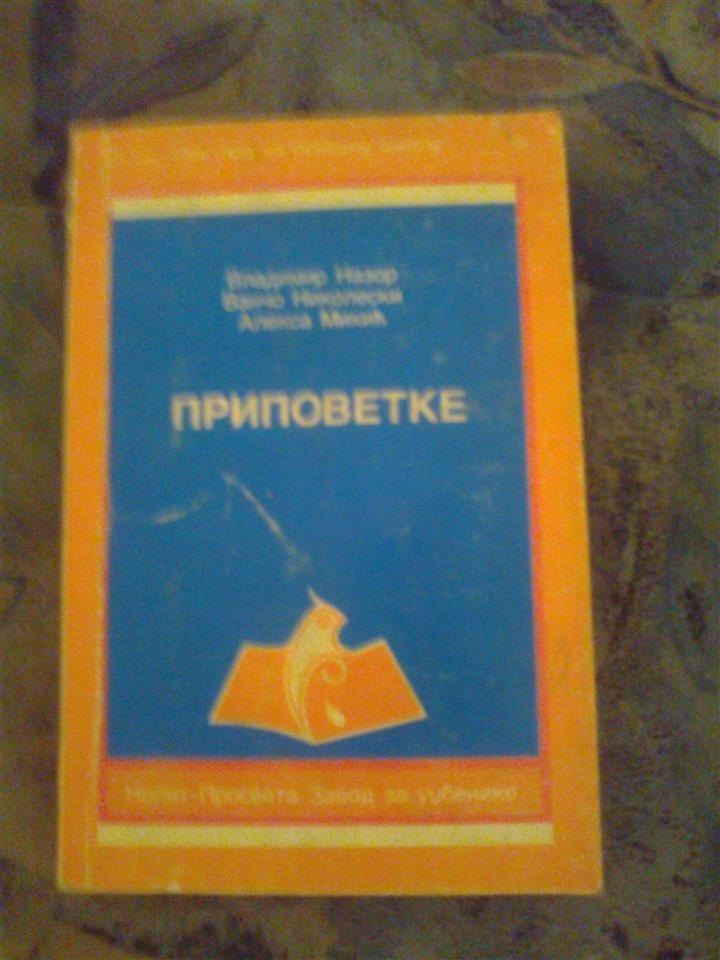 Владимир Назор
Ванчо Николески
Алекса Микић
ПРИПОВЕТКЕ
Нолит-Просвета Завод за уџбенике